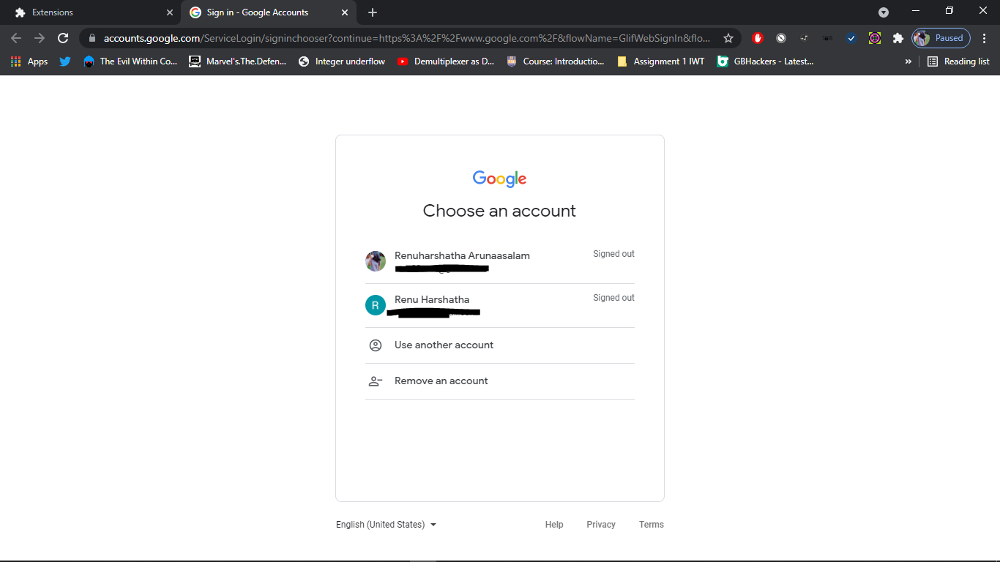 Extensions
Sign in - Google Accounts
accounts.google.com/ServiceLogin/signinchooser?continue=https%3A%2F%2Fwww.google.com%2F&flowName=GlifWebSignIn&flo...
Paused
Apps
The Evil Within Co...
Marvel's.The.Defen...
Integer underflow
Demultiplexer as D...
Course: Introductio...
Assignment 1 IWT
GBHackers - Latest...
»
Reading list
Google
Choose an account
Renuharshatha Arunaasalam
Signed out
R
Renu Harshatha
Signed out
Use another account
Remove an account
English (United States)
Help Privacy Terms